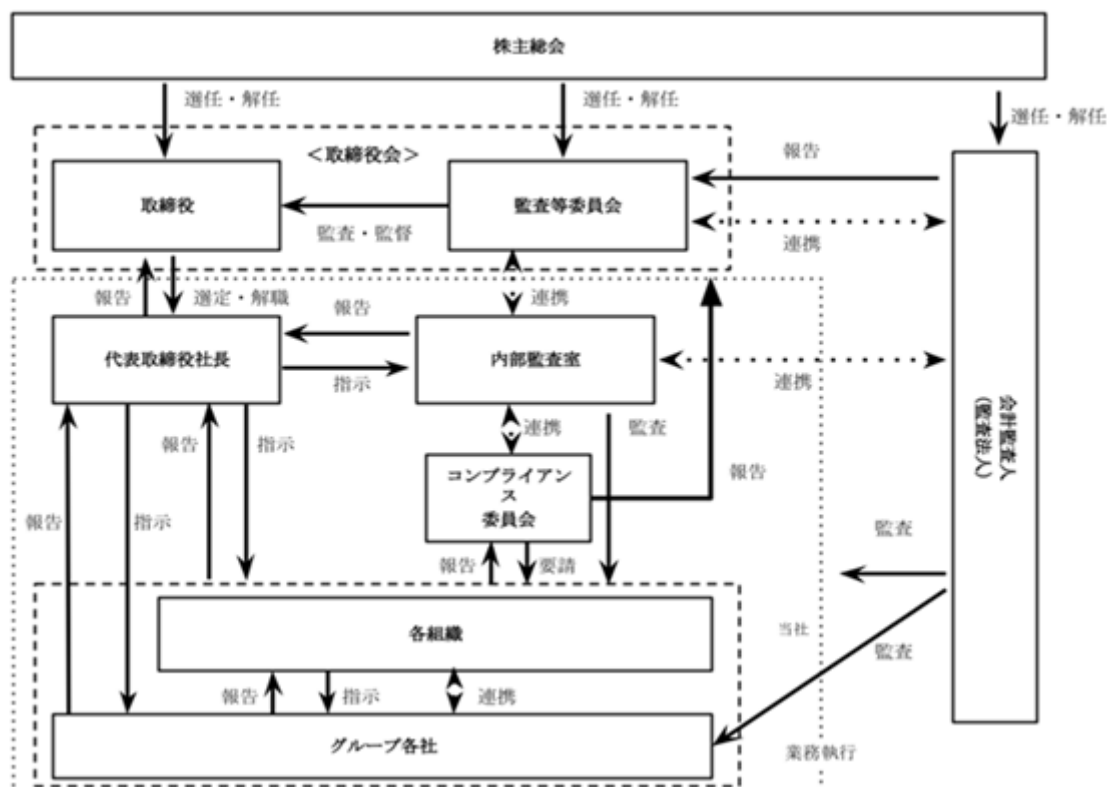 株主総会
選任・解任
選任・解任
選任・解任
＜取締役会＞
報告
取締役
監査等委員会
監査・監督
連携
報告
選定・解職
連携
報告
代表取締役社長
内部監査室
指示
連携
会計監査人
(監査法人)
報告
指示
連携
監査
コンプライアン
ス
委員会
報告
報告
指示
監査
報告
要請
各組織
当社
監査
報告
指示
連携
グループ各社
業務執行